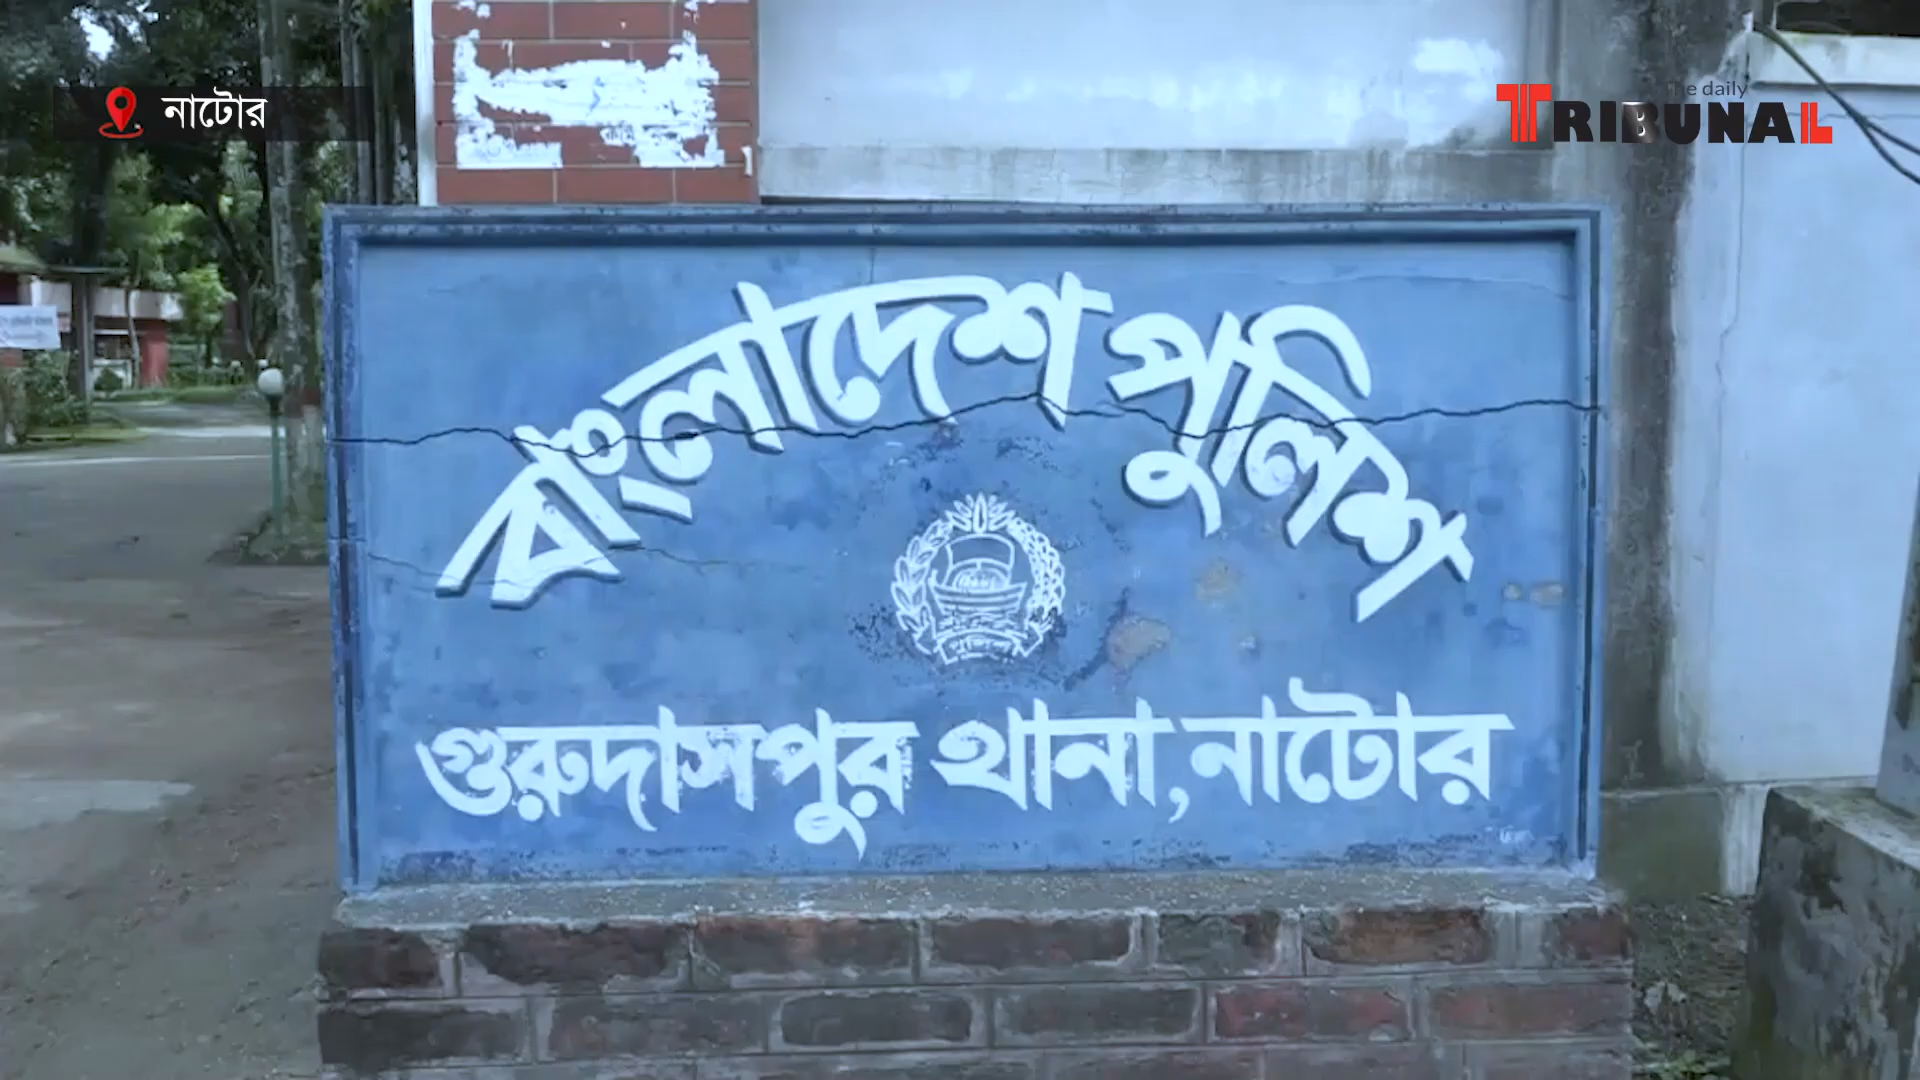 নাটোর
The daily
TRIBUNAL
বাংলাদেশ পুলিশ
পুলিশ
গুরুদাসপুর থানা, নাটোর